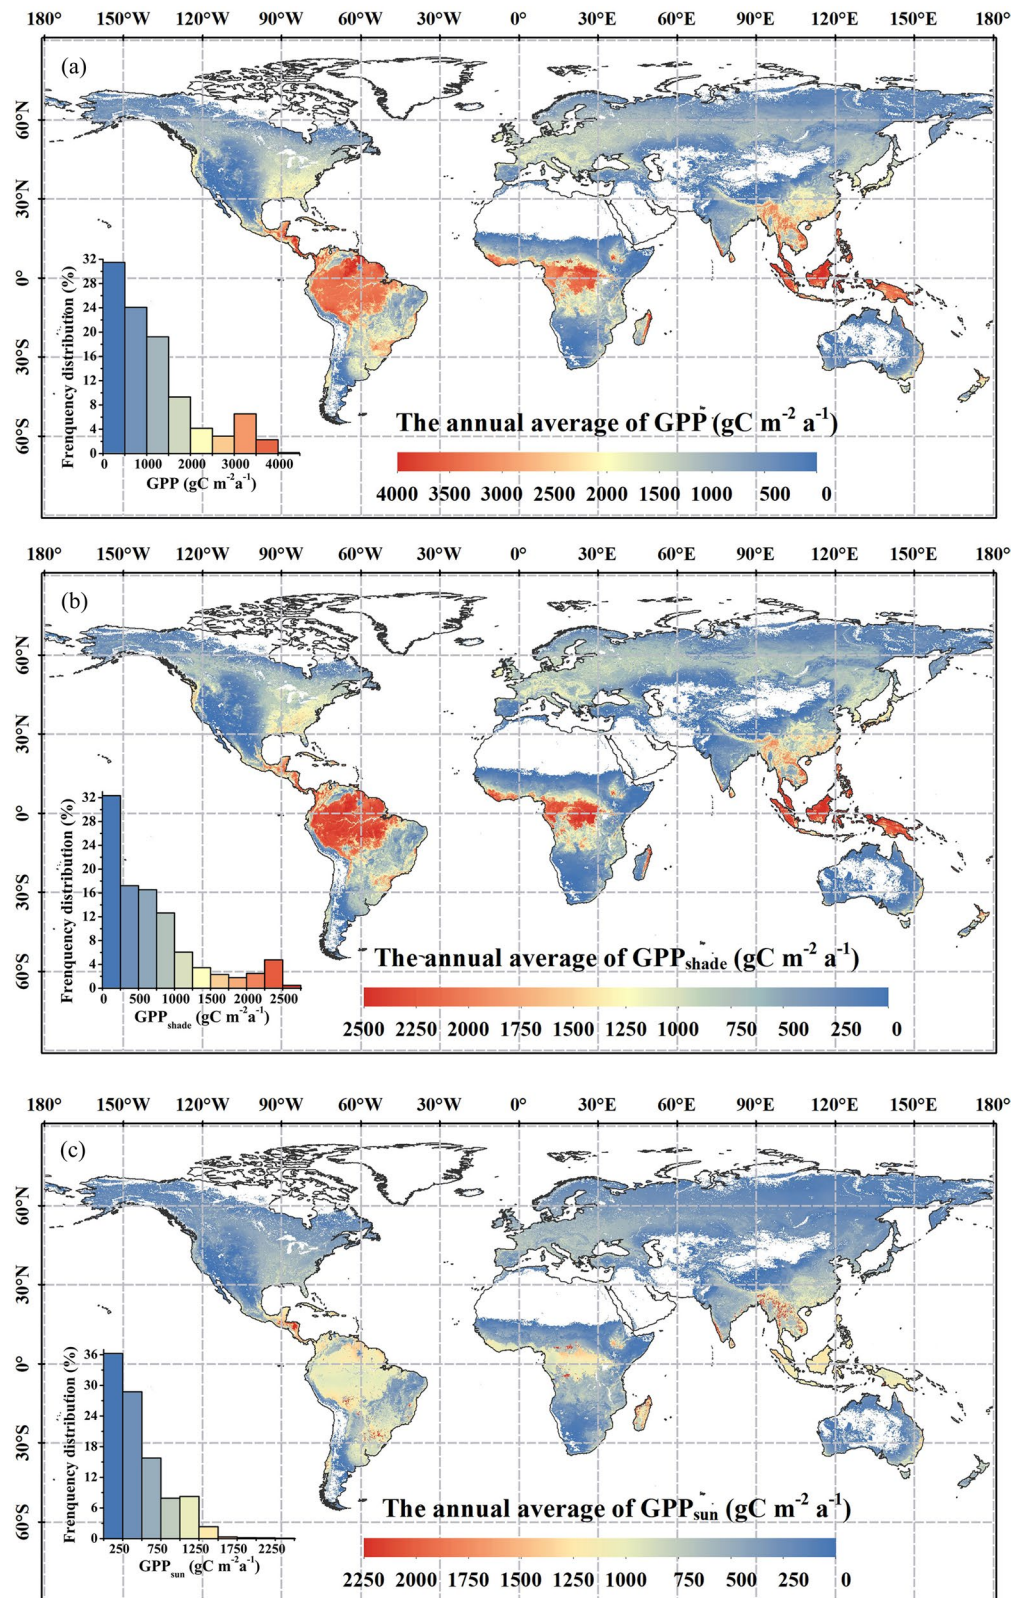 180° 150°W 120°W 90°W 60°W 30°W 0° 30°E 60°E 90°E 120°E 150°E 180°
(a)
60°N
30°N
0°
30°S
60°S
Frenquency distribution (%)
32
28
24
20
16
12
8
4
0
0 1000 2000 3000 4000
GPP (gC m⁻²a⁻¹)
The annual average of GPP (gC m⁻² a⁻¹)
4000 3500 3000 2500 2000 1500 1000 500 0
180° 150°W 120°W 90°W 60°W 30°W 0° 30°E 60°E 90°E 120°E 150°E 180°
(b)
60°N
30°N
0°
30°S
60°S
Frenquency distribution (%)
32
28
24
20
16
12
8
4
0
0 500 1000 1500 2000 2500
GPPshade (gC m⁻²a⁻¹)
The annual average of GPPshade (gC m⁻² a⁻¹)
2500 2250 2000 1750 1500 1250 1000 750 500 250 0
180° 150°W 120°W 90°W 60°W 30°W 0° 30°E 60°E 90°E 120°E 150°E 180°
(c)
60°N
30°N
0°
30°S
60°S
Frenquency distribution (%)
36
30
24
18
12
6
0
250 750 1250 1750 2250
GPPsun (gC m⁻²a⁻¹)
The annual average of GPPsun (gC m⁻² a⁻¹)
2250 2000 1750 1500 1250 1000 750 500 250 0